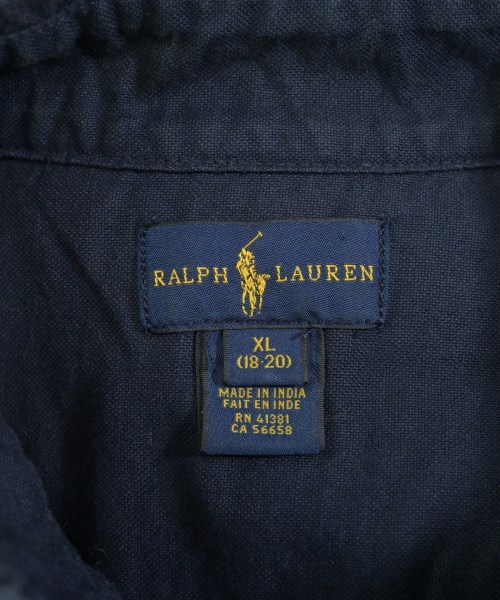 RALPH LAUREN
XL
(18-20)
MADE IN INDIA
FAIT EN INDE
RN 41381
CA 56658